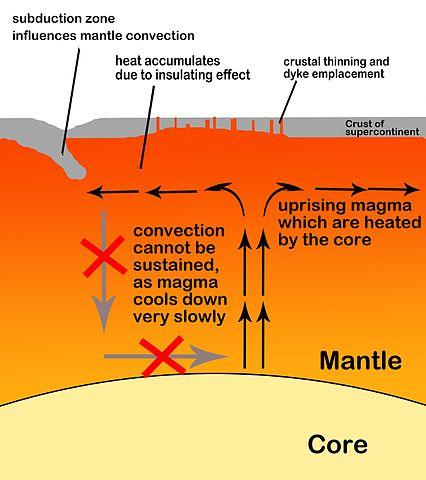 subduction zone
influences mantle convection
heat accumulates
due to insulating effect
crustal thinning and
dyke emplacement
Crust of
supercontinent
uprising magma
which are heated
by the core
convection
cannot be
sustained,
as magma
cools down
very slowly
Mantle
Core